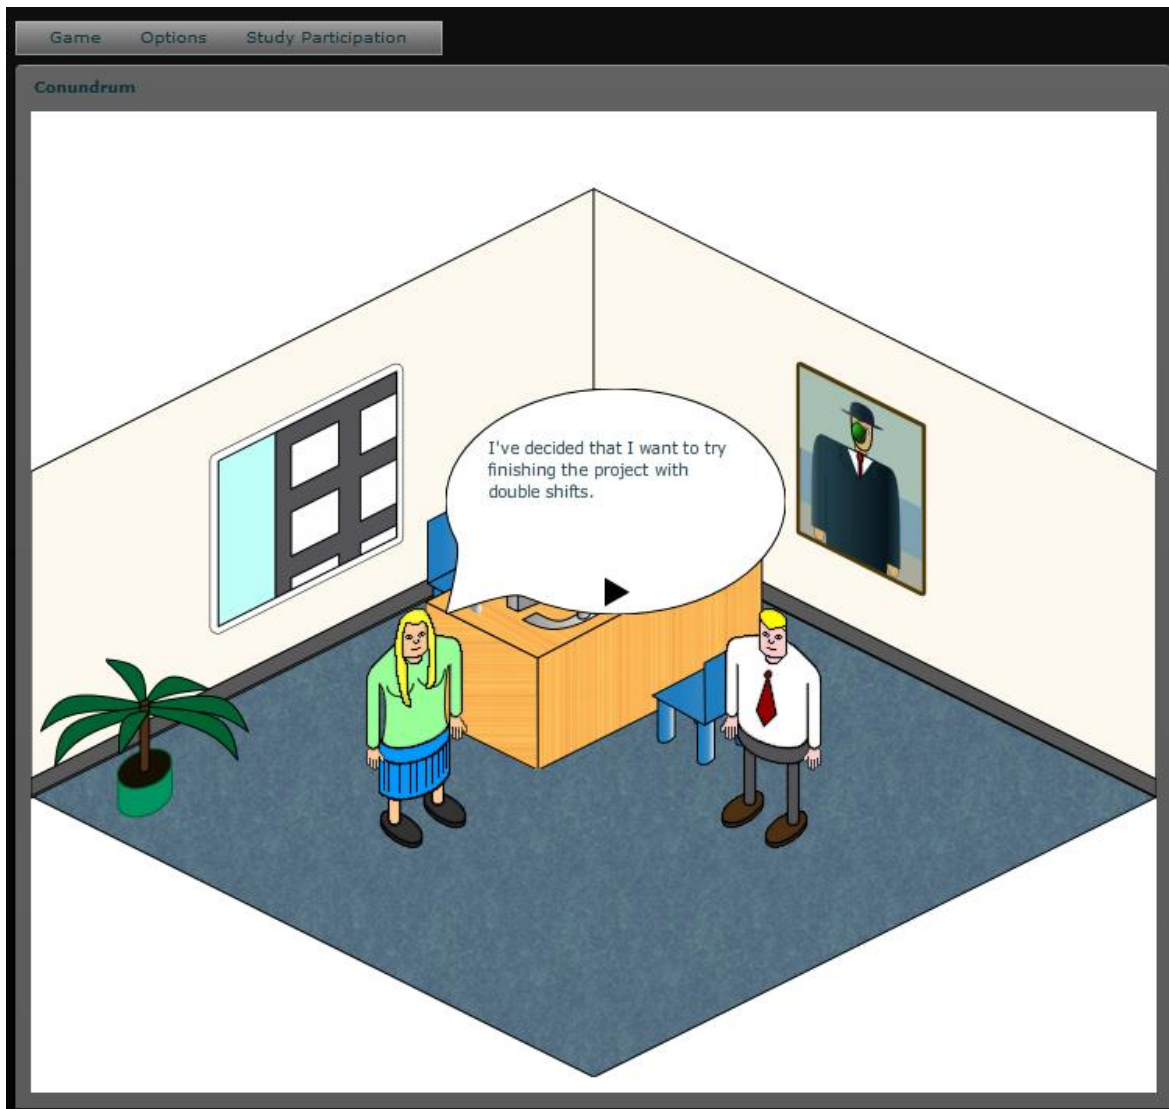 Game Options Study Participation
Conundrum
I've decided that I want to try
finishing the project with
double shifts.